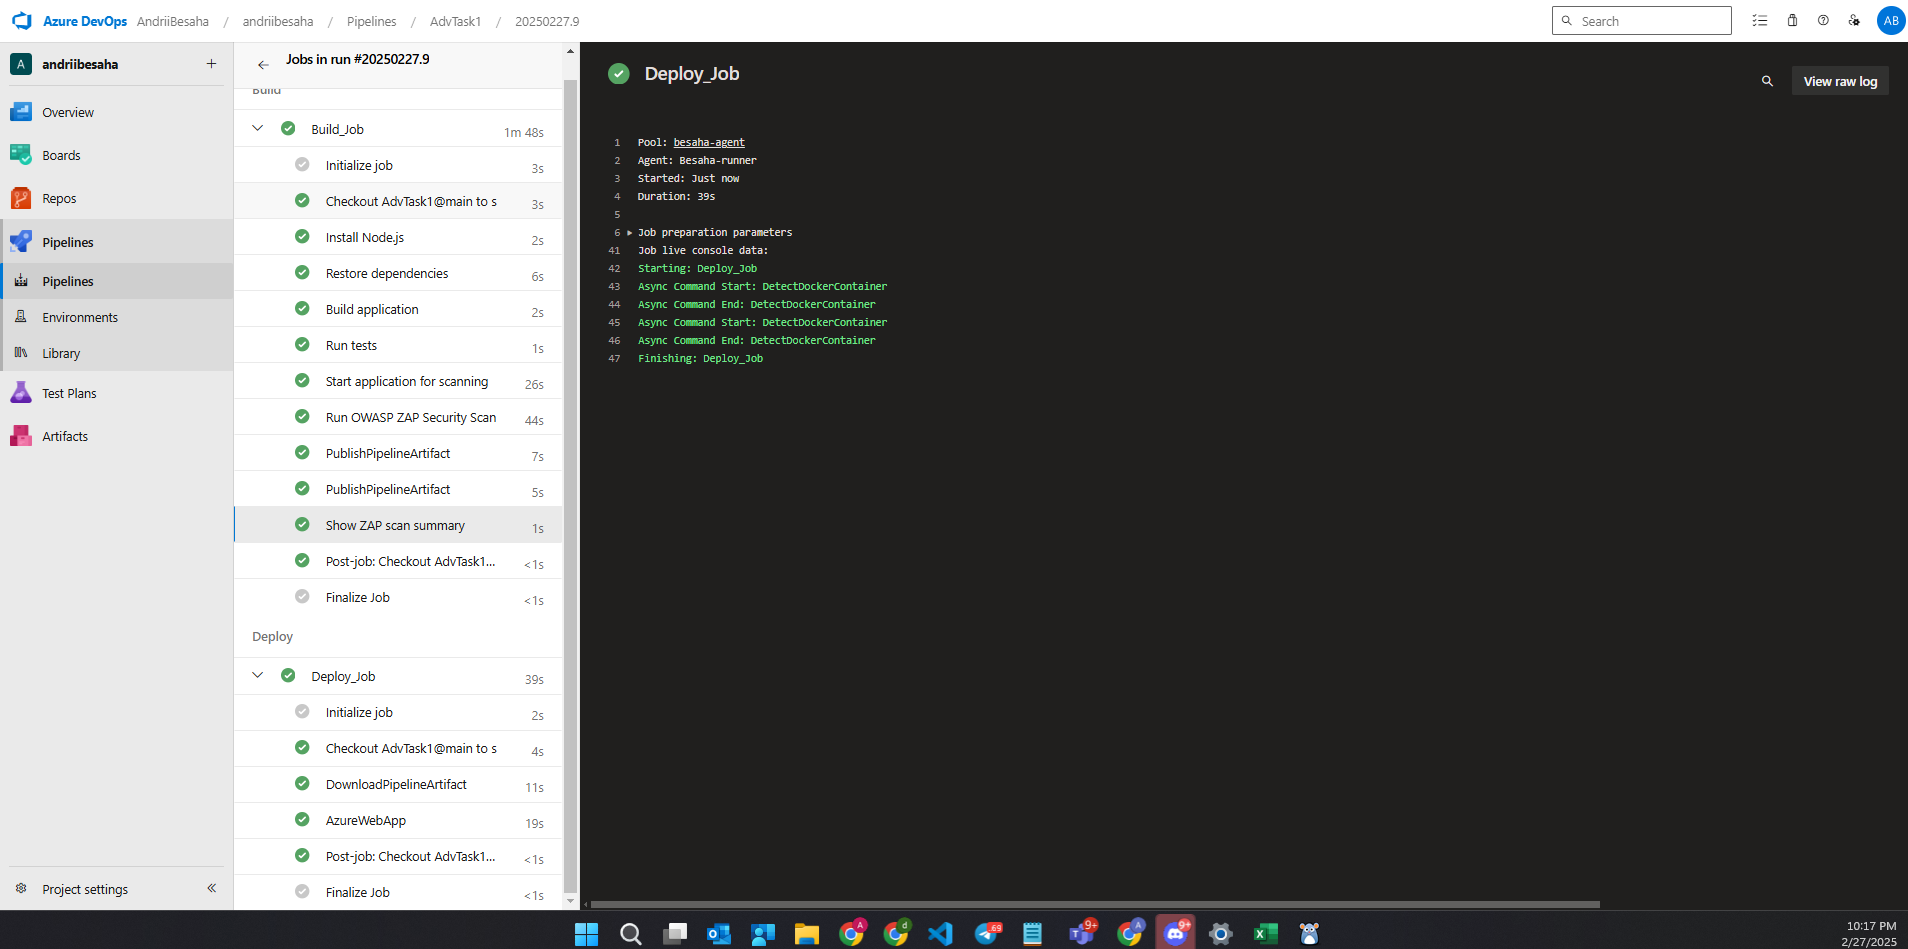 Azure DevOps AndriiBesaha / andriibesaha / Pipelines / AdvTask1 / 20250227.9
Search
AB
A andriibesaha +
Overview
Boards
Repos
Pipelines
Pipelines
Environments
Library
Test Plans
Artifacts
Project settings
Jobs in run #20250227.9
Build
Build_Job 1m 48s
Initialize job 3s
Checkout AdvTask1@main to s 3s
Install Node.js 2s
Restore dependencies 6s
Build application 2s
Run tests 1s
Start application for scanning 26s
Run OWASP ZAP Security Scan 44s
PublishPipelineArtifact 7s
PublishPipelineArtifact 5s
Show ZAP scan summary 1s
Post-job: Checkout AdvTask1... <1s
Finalize Job <1s
Deploy
Deploy_Job 39s
Initialize job 2s
Checkout AdvTask1@main to s 4s
DownloadPipelineArtifact 11s
AzureWebApp 19s
Post-job: Checkout AdvTask1... <1s
Finalize Job <1s
Deploy_Job
View raw log
1 Pool: besaha-agent
2 Agent: Besaha-runner
3 Started: Just now
4 Duration: 39s
5
6 Job preparation parameters
41 Job live console data:
42 Starting: Deploy_Job
43 Async Command Start: DetectDockerContainer
44 Async Command End: DetectDockerContainer
45 Async Command Start: DetectDockerContainer
46 Async Command End: DetectDockerContainer
47 Finishing: Deploy_Job
A
d
69
9+
A
9+
10:17 PM
2/27/2025